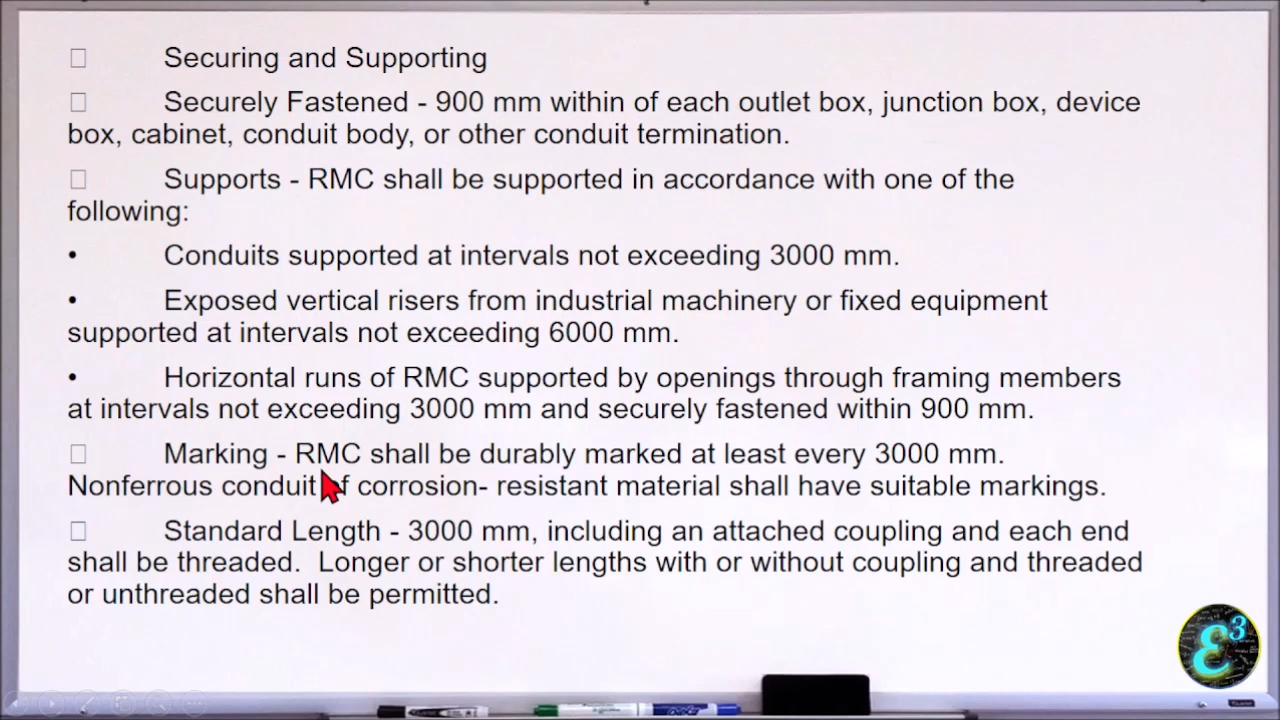 Securing and Supporting
Securely Fastened - 900 mm within of each outlet box, junction box, device
box, cabinet, conduit body, or other conduit termination.
Supports - RMC shall be supported in accordance with one of the
following:
• Conduits supported at intervals not exceeding 3000 mm.
• Exposed vertical risers from industrial machinery or fixed equipment
supported at intervals not exceeding 6000 mm.
• Horizontal runs of RMC supported by openings through framing members
at intervals not exceeding 3000 mm and securely fastened within 900 mm.
Marking - RMC shall be durably marked at least every 3000 mm.
Nonferrous conduit of corrosion- resistant material shall have suitable markings.
Standard Length - 3000 mm, including an attached coupling and each end
shall be threaded. Longer or shorter lengths with or without coupling and threaded
or unthreaded shall be permitted.
ε3